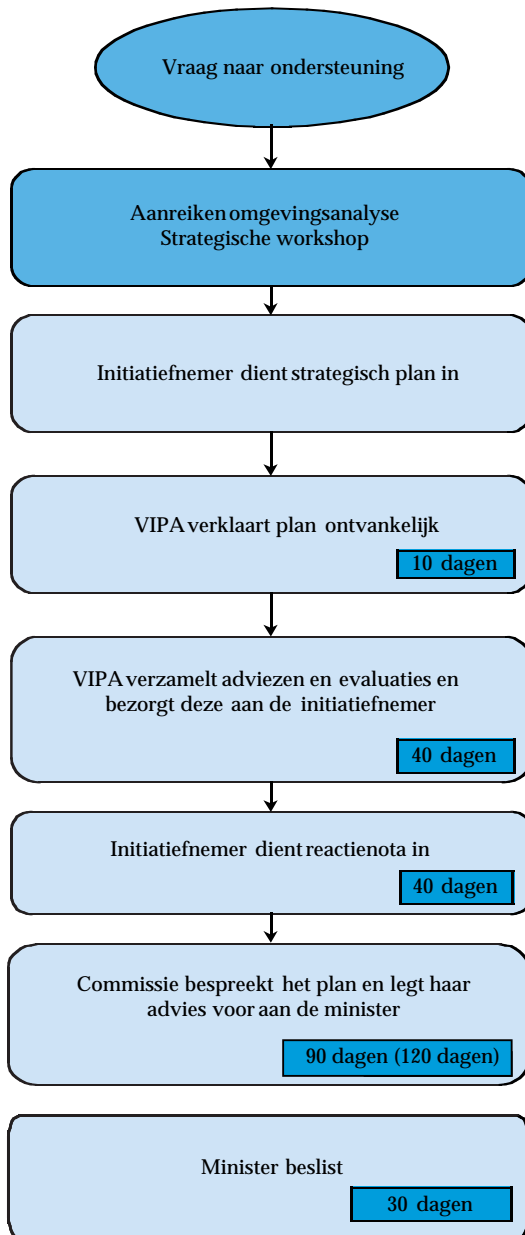 Vraag naar ondersteuning
Aanreiken omgevingsanalyse
Strategische workshop
Initiatiefnemer dient strategisch plan in
VIPA verklaart plan ontvankelijk
10 dagen
VIPA verzamelt adviezen en evaluaties en
bezorgt deze aan de initiatiefnemer
40 dagen
Initiatiefnemer dient reactienota in
40 dagen
Commissie bespreekt het plan en legt haar
advies voor aan de minister
90 dagen (120 dagen)
Minister beslist
30 dagen